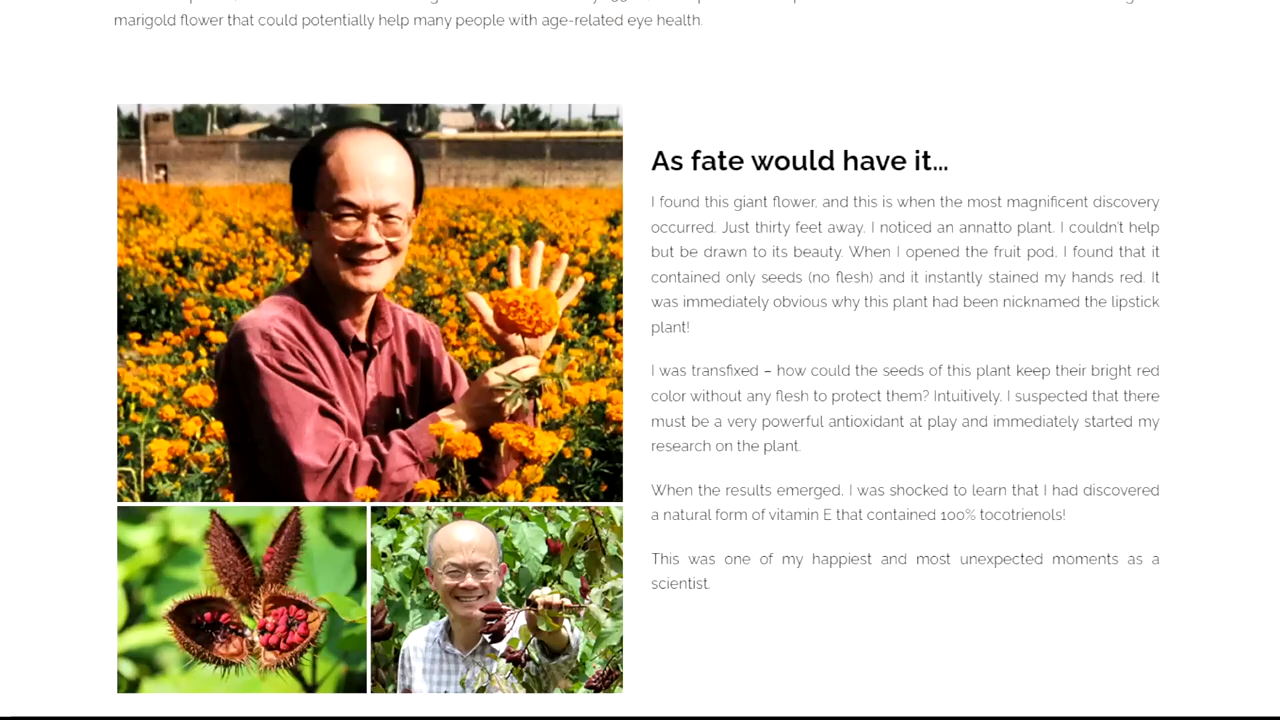 marigold flower that could potentially help many people with age-related eye health.
As fate would have it...
I found this giant flower, and this is when the most magnificent discovery
occurred. Just thirty feet away, I noticed an annatto plant. I couldn't help
but be drawn to its beauty. When I opened the fruit pod, I found that it
contained only seeds (no flesh) and it instantly stained my hands red. It
was immediately obvious why this plant had been nicknamed the lipstick
plant!
I was transfixed – how could the seeds of this plant keep their bright red
color without any flesh to protect them? Intuitively, I suspected that there
must be a very powerful antioxidant at play and immediately started my
research on the plant.
When the results emerged, I was shocked to learn that I had discovered
a natural form of vitamin E that contained 100% tocotrienols!
This was one of my happiest and most unexpected moments as a
scientist.